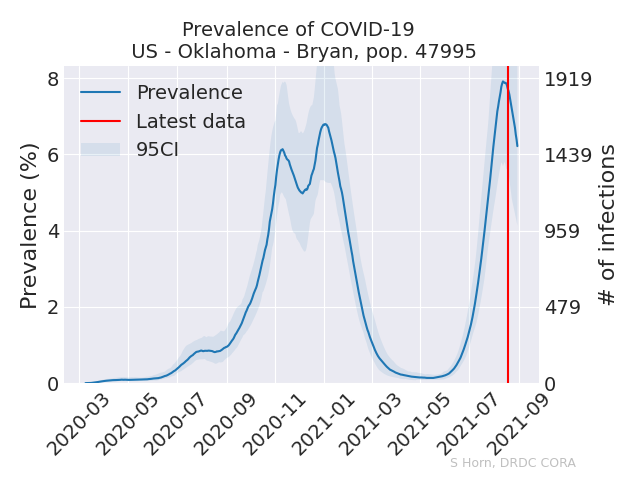 Prevalence of COVID-19
US - Oklahoma - Bryan, pop. 47995
Prevalence (%)
8
6
4
2
0
Prevalence
Latest data
95CI
1919
1439
959
479
0
# of infections
2020-03
2020-05
2020-07
2020-09
2020-11
2021-01
2021-03
2021-05
2021-07
2021-09
S Horn, DRDC CORA